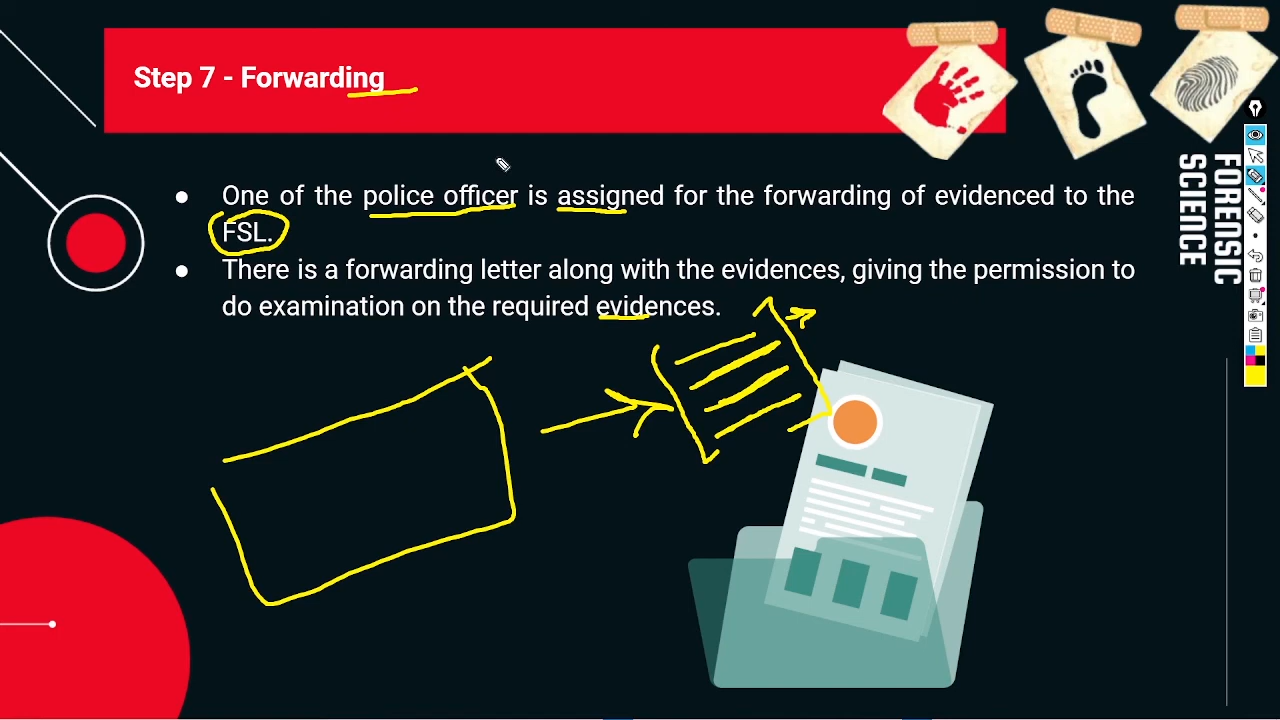 Step 7 - Forwarding
One of the police officer is assigned for the forwarding of evidenced to the
FSL.
There is a forwarding letter along with the evidences, giving the permission to
do examination on the required evidences.
FORENSIC
SCIENCE